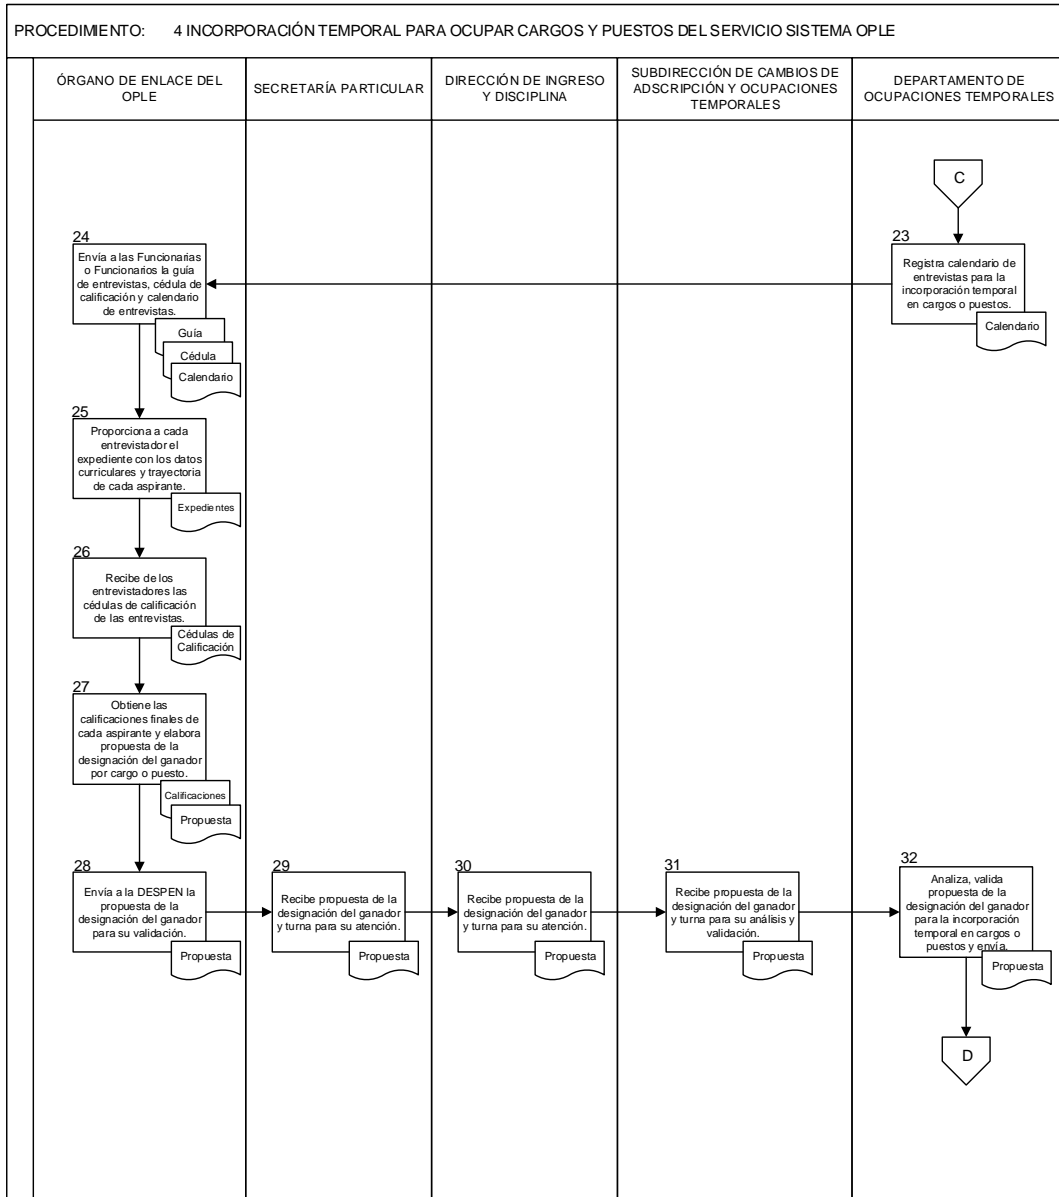 PROCEDIMIENTO: 4 INCORPORACIÓN TEMPORAL PARA OCUPAR CARGOS Y PUESTOS DEL SERVICIO SISTEMA OPLE
ÓRGANO DE ENLACE DEL
OPLE
SECRETARÍA PARTICULAR
DIRECCIÓN DE INGRESO
Y DISCIPLINA
SUBDIRECCIÓN DE CAMBIOS DE
ADSCRIPCIÓN Y OCUPACIONES
TEMPORALES
DEPARTAMENTO DE
OCUPACIONES TEMPORALES
C
23
Registra calendario de
entrevistas para la
incorporación temporal
en cargos o puestos.
Calendario
24
Envía a las Funcionarias
o Funcionarios la guía
de entrevistas, cédula de
calificación y calendario
de entrevistas.
Guía
Cédula
Calendario
25
Proporciona a cada
entrevistador el
expediente con los datos
curriculares y trayectoria
de cada aspirante.
Expedientes
26
Recibe de los
entrevistadores las
cédulas de calificación
de las entrevistas.
Cédulas de
Calificación
27
Obtiene las
calificaciones finales de
cada aspirante y elabora
propuesta de la
designación del ganador
por cargo o puesto.
Calificaciones
Propuesta
28
Envía a la DESPEN la
propuesta de la
designación del ganador
para su validación.
Propuesta
29
Recibe propuesta de la
designación del ganador
y turna para su atención.
Propuesta
30
Recibe propuesta de la
designación del ganador
y turna para su atención.
Propuesta
31
Recibe propuesta de la
designación del ganador
y turna para su análisis y
validación.
Propuesta
32
Analiza, valida
propuesta de la
designación del ganador
para la incorporación
temporal en cargos o
puestos y envía.
Propuesta
D